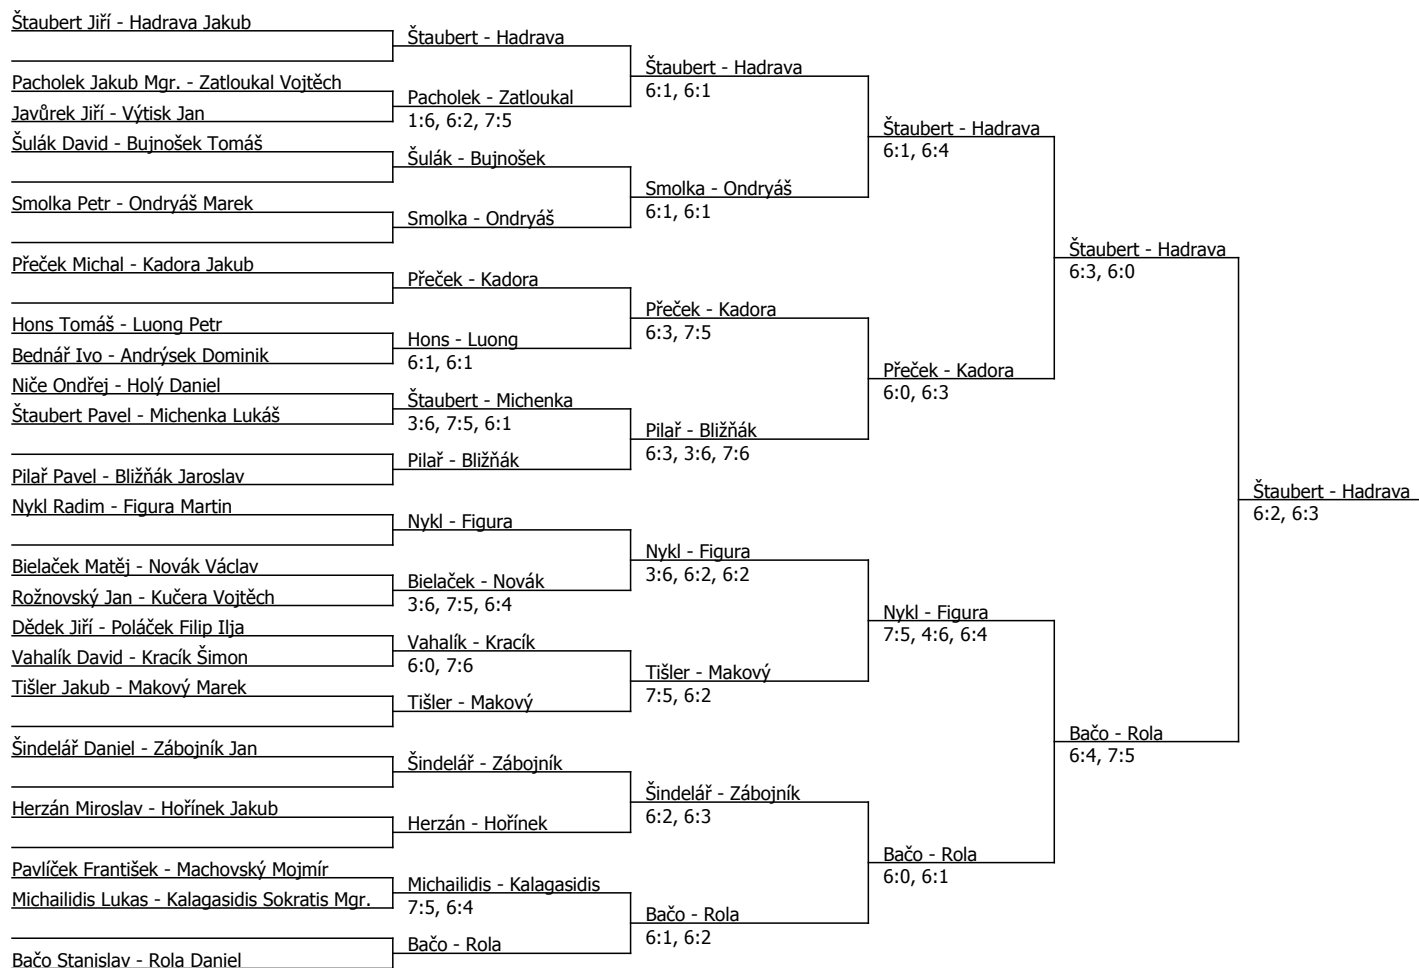 Štaubert Jiří - Hadrava Jakub
Pacholek Jakub Mgr. - Zatloukal Vojtěch
Javůrek Jiří - Výtisk Jan
Šulák David - Bujnošek Tomáš
Smolka Petr - Ondryáš Marek
Přeček Michal - Kadora Jakub
Hons Tomáš - Luong Petr
Bednář Ivo - Andrýsek Dominik
Niče Ondřej - Holý Daniel
Štaubert Pavel - Michenka Lukáš
Pilař Pavel - Bližňák Jaroslav
Nykl Radim - Figura Martin
Bielaček Matěj - Novák Václav
Rožnovský Jan - Kučera Vojtěch
Dědek Jiří - Poláček Filip Ilja
Vahalík David - Kracík Šimon
Tišler Jakub - Makový Marek
Šindelář Daniel - Zábojník Jan
Herzán Miroslav - Hořínek Jakub
Pavlíček František - Machovský Mojmír
Michailidis Lukas - Kalagasidis Sokratis Mgr.
Bačo Stanislav - Rola Daniel
Štaubert - Hadrava
Pacholek - Zatloukal
1:6, 6:2, 7:5
Šulák - Bujnošek
Smolka - Ondryáš
Přeček - Kadora
Hons - Luong
6:1, 6:1
Štaubert - Michenka
3:6, 7:5, 6:1
Pilař - Bližňák
Nykl - Figura
Bielaček - Novák
3:6, 7:5, 6:4
Vahalík - Kracík
6:0, 7:6
Tišler - Makový
Šindelář - Zábojník
Herzán - Hořínek
Michailidis - Kalagasidis
7:5, 6:4
Bačo - Rola
Štaubert - Hadrava
6:1, 6:1
Smolka - Ondryáš
6:1, 6:1
Přeček - Kadora
6:3, 7:5
Pilař - Bližňák
6:3, 3:6, 7:6
Nykl - Figura
3:6, 6:2, 6:2
Tišler - Makový
7:5, 6:2
Šindelář - Zábojník
6:2, 6:3
Bačo - Rola
6:1, 6:2
Štaubert - Hadrava
6:1, 6:4
Přeček - Kadora
6:0, 6:3
Nykl - Figura
7:5, 4:6, 6:4
Bačo - Rola
6:0, 6:1
Štaubert - Hadrava
6:3, 6:0
Bačo - Rola
6:4, 7:5
Štaubert - Hadrava
6:2, 6:3